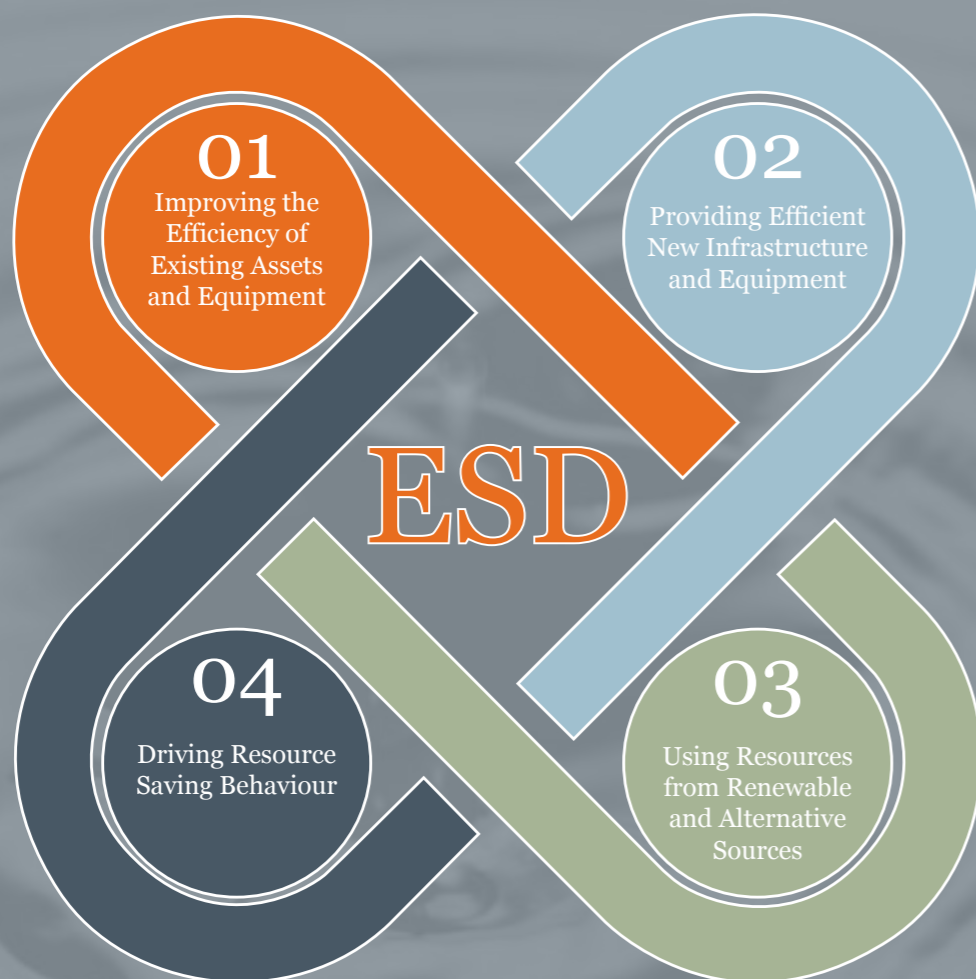 01
Improving the
Efficiency of
Existing Assets
and Equipment
02
Providing Efficient
New Infrastructure
and Equipment
ESD
04
Driving Resource
Saving Behaviour
03
Using Resources
from Renewable
and Alternative
Sources